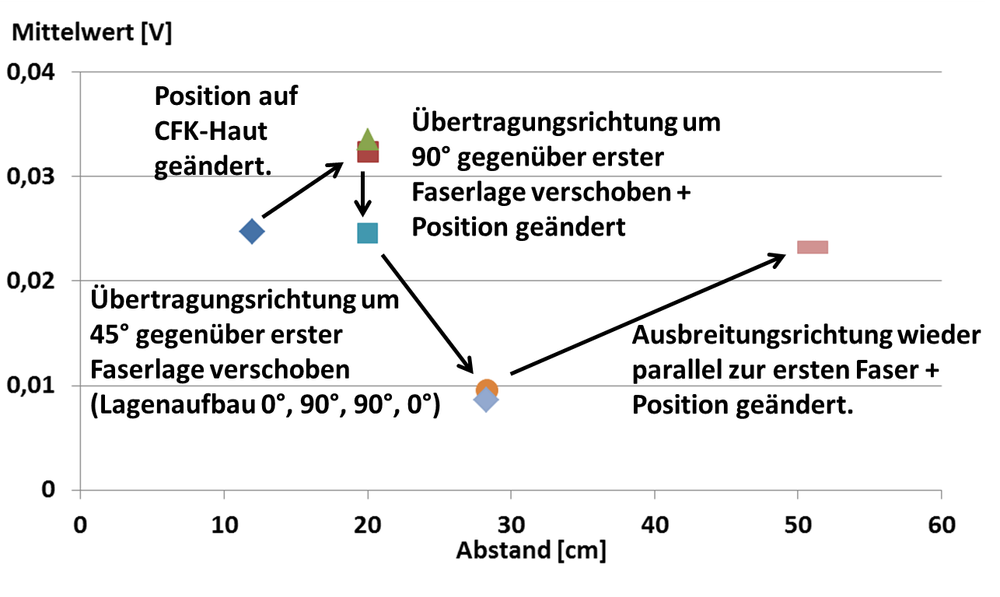 Mittelwert [V]
0,04
0,03
0,02
0,01
0
Position auf
CFK-Haut
geändert.
Übertragungsrichtung um
90° gegenüber erster
Faserlage verschoben +
Position geändert
Übertragungsrichtung um
45° gegenüber erster
Faserlage verschoben
(Lagenaufbau 0°, 90°, 90°, 0°)
Ausbreitungsrichtung wieder
parallel zur ersten Faser +
Position geändert.
0 10 20 30 40 50 60
Abstand [cm]